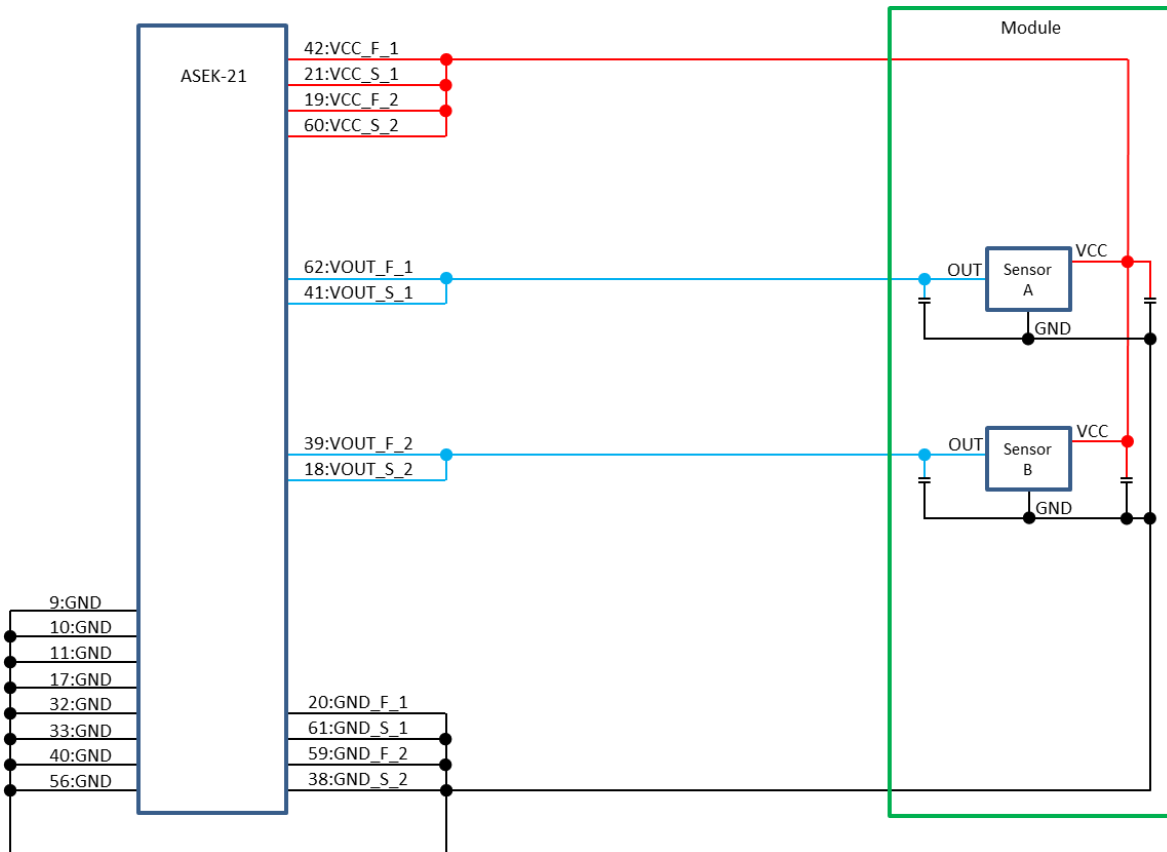 Module
ASEK-21
42:VCC_F_1
21:VCC_S_1
19:VCC_F_2
60:VCC_S_2
62:VOUT_F_1
41:VOUT_S_1
OUT
Sensor
A
VCC
GND
39:VOUT_F_2
18:VOUT_S_2
OUT
Sensor
B
VCC
GND
9:GND
10:GND
11:GND
17:GND
32:GND
33:GND
40:GND
56:GND
20:GND_F_1
61:GND_S_1
59:GND_F_2
38:GND_S_2